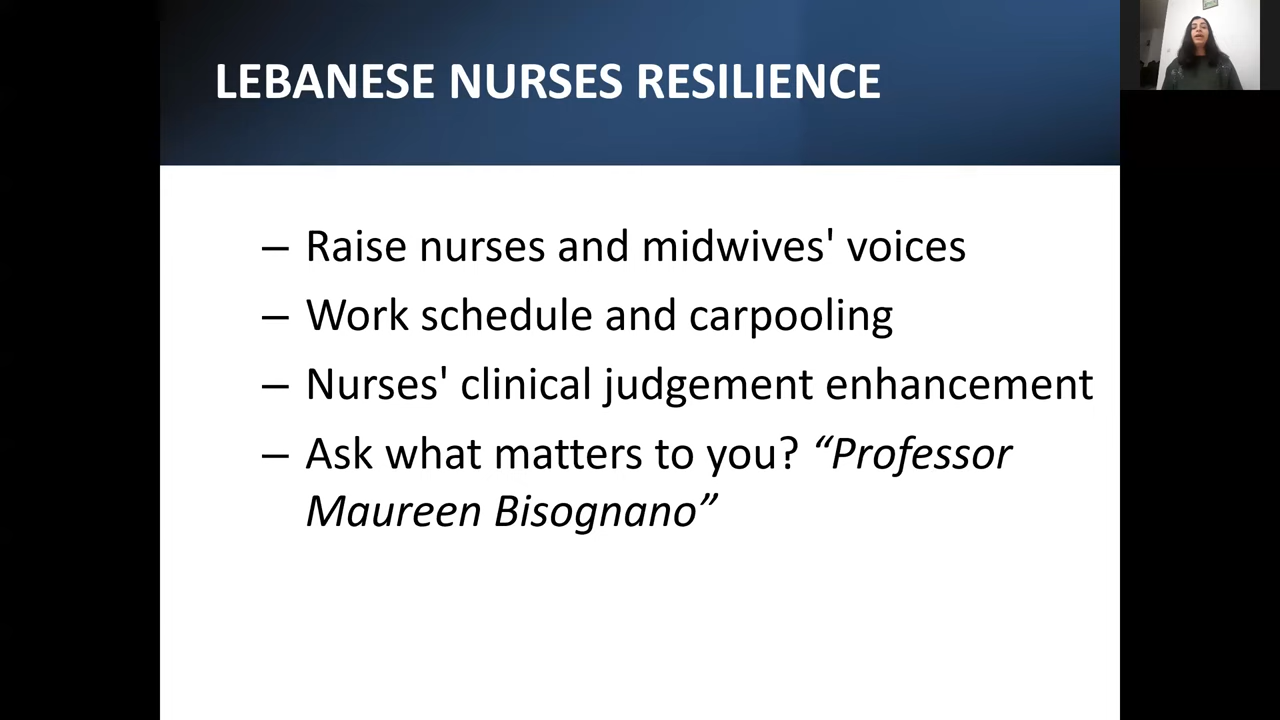 LEBANESE NURSES RESILIENCE
– Raise nurses and midwives' voices
– Work schedule and carpooling
– Nurses' clinical judgement enhancement
– Ask what matters to you? “Professor
Maureen Bisognano”